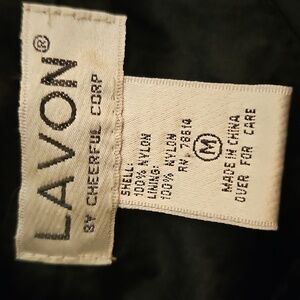 LAVON®
BY CHEERFUL CORP
SHELL:
100% NYLON
LINING:
100% NYLON
RN 78614
M
MADE IN CHINA
OVER FOR CARE